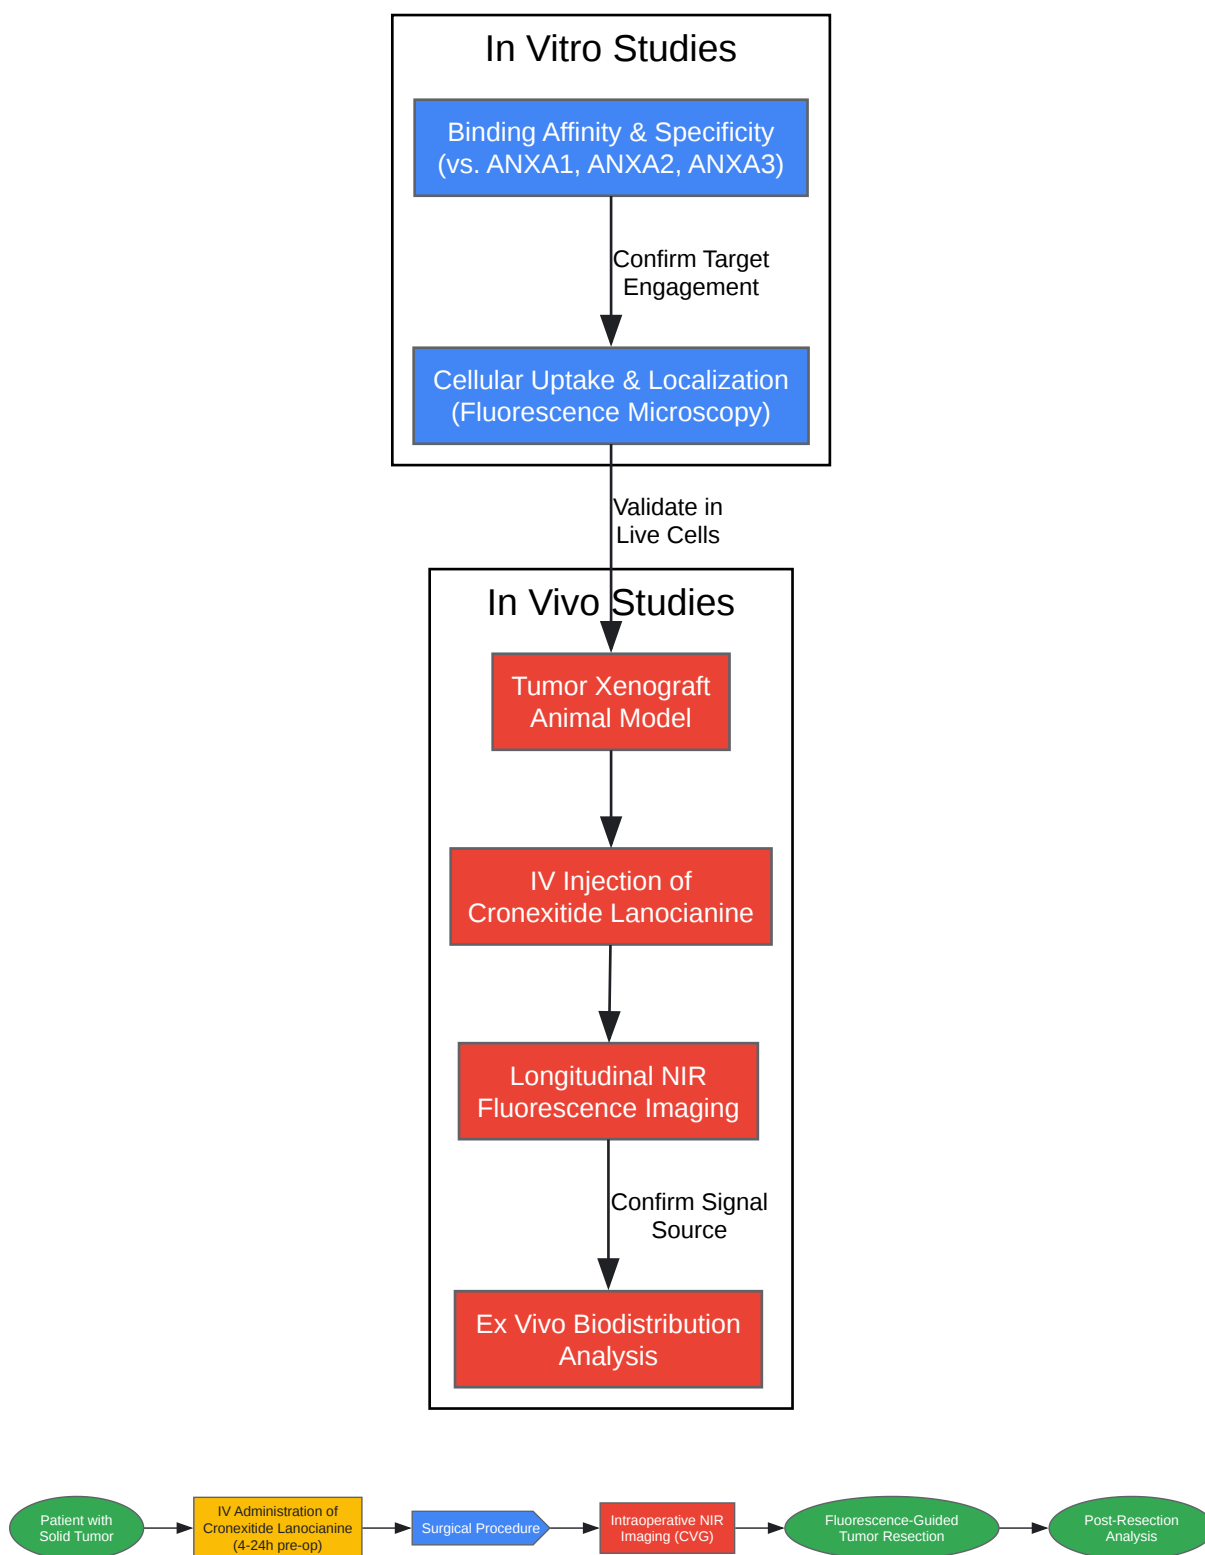 In Vitro Studies
Binding Affinity & Specificity
(vs. ANXA1, ANXA2, ANXA3)
Confirm Target
Engagement
Cellular Uptake & Localization
(Fluorescence Microscopy)
Validate in
Live Cells
In Vivo Studies
Tumor Xenograft
Animal Model
IV Injection of
Cronexitide Lanocianine
Longitudinal NIR
Fluorescence Imaging
Confirm Signal
Source
Ex Vivo Biodistribution
Analysis
Patient with
Solid Tumor
IV Administration of
Cronexitide Lanocianine
(4-24h pre-op)
Surgical Procedure
Intraoperative NIR
Imaging (CVG)
Fluorescence-Guided
Tumor Resection
Post-Resection
Analysis